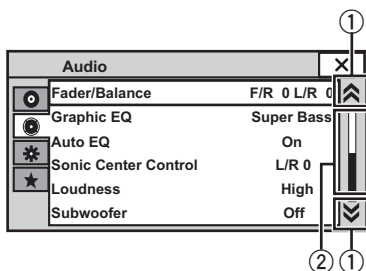 ①
Audio
Fader/Balance F/R 0 L/R 0
Graphic EQ Super Bass
Auto EQ On
Sonic Center Control L/R 0
Loudness High
Subwoofer Off
② ①